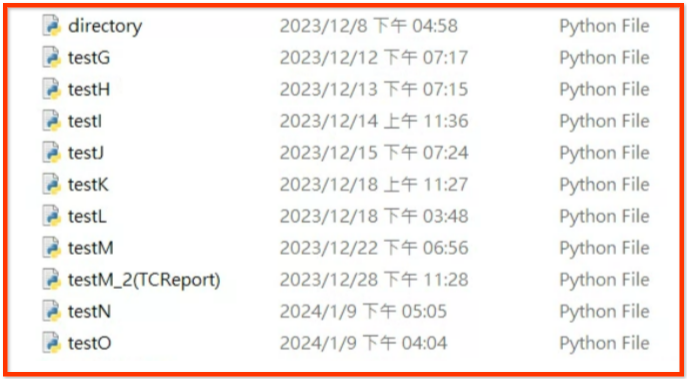 directory 2023/12/8 下午 04:58 Python File
testG 2023/12/12 下午 07:17 Python File
testH 2023/12/13 下午 07:15 Python File
testI 2023/12/14 上午 11:36 Python File
testJ 2023/12/15 下午 07:24 Python File
testK 2023/12/18 上午 11:27 Python File
testL 2023/12/18 下午 03:48 Python File
testM 2023/12/22 下午 06:56 Python File
testM_2(TCReport) 2023/12/28 下午 11:28 Python File
testN 2024/1/9 下午 05:05 Python File
testO 2024/1/9 下午 04:04 Python File